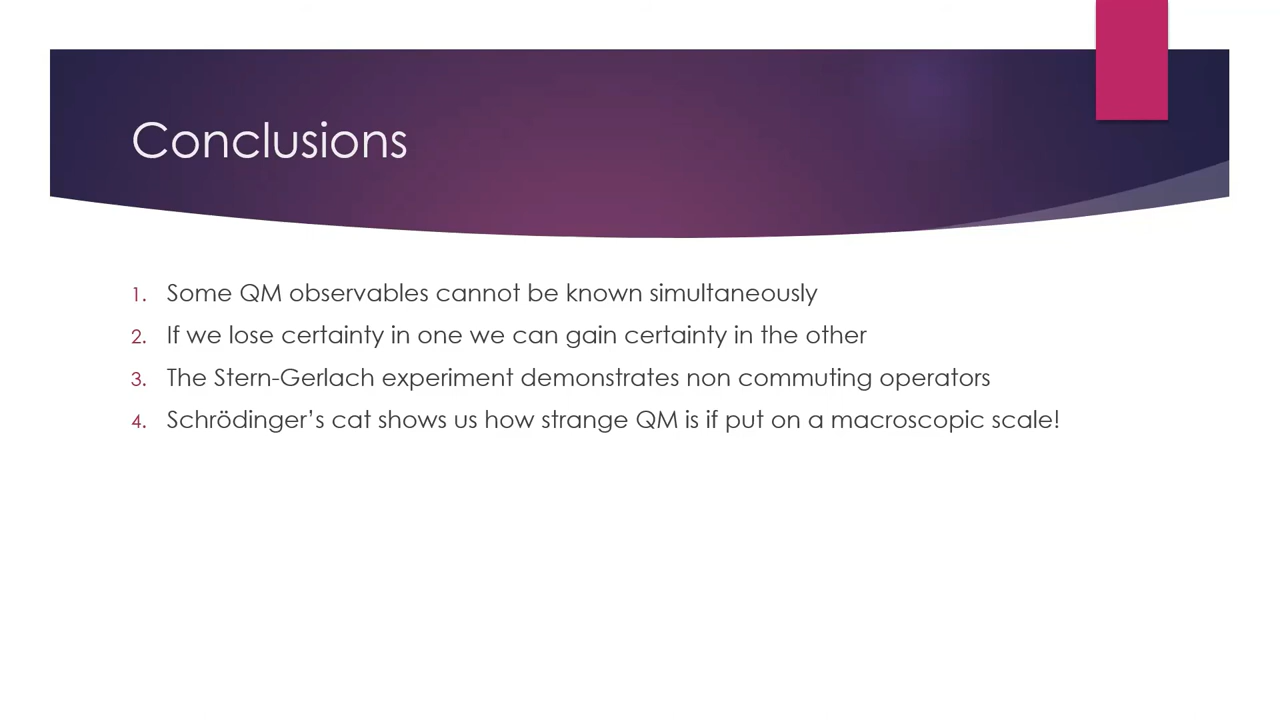 Conclusions
1. Some QM observables cannot be known simultaneously
2. If we lose certainty in one we can gain certainty in the other
3. The Stern-Gerlach experiment demonstrates non commuting operators
4. Schrödinger’s cat shows us how strange QM is if put on a macroscopic scale!